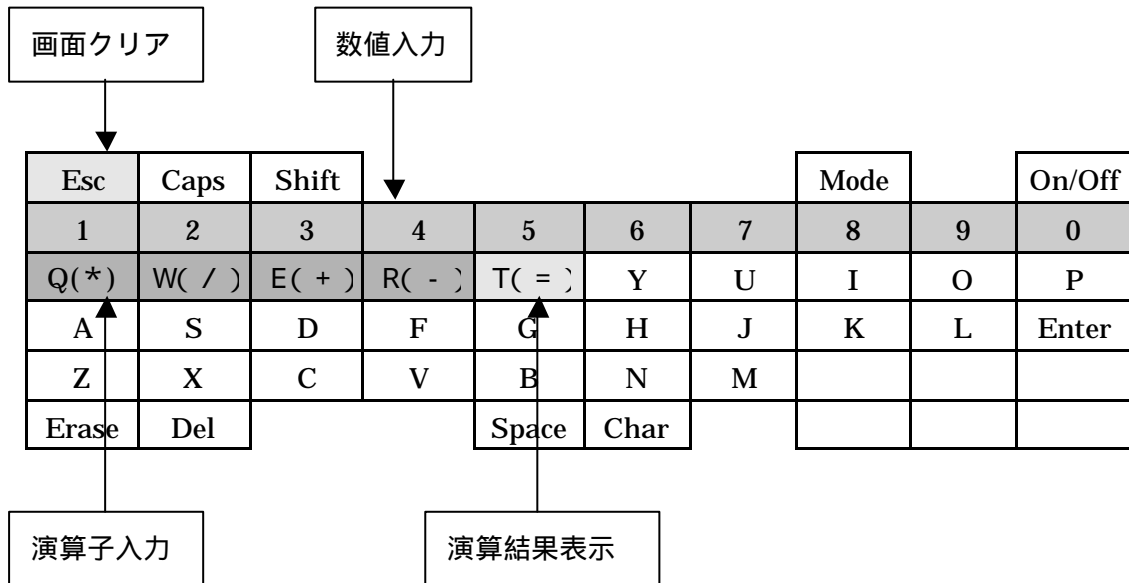 画面クリア 数値入力
Esc Caps Shift Mode On/Off
1 2 3 4 5 6 7 8 9 0
Q(*) W( / ) E( + ) R( - ) T( = ) Y U I O P
A S D F G H J K L Enter
Z X C V B N M
Erase Del Space Char
演算子入力 演算結果表示